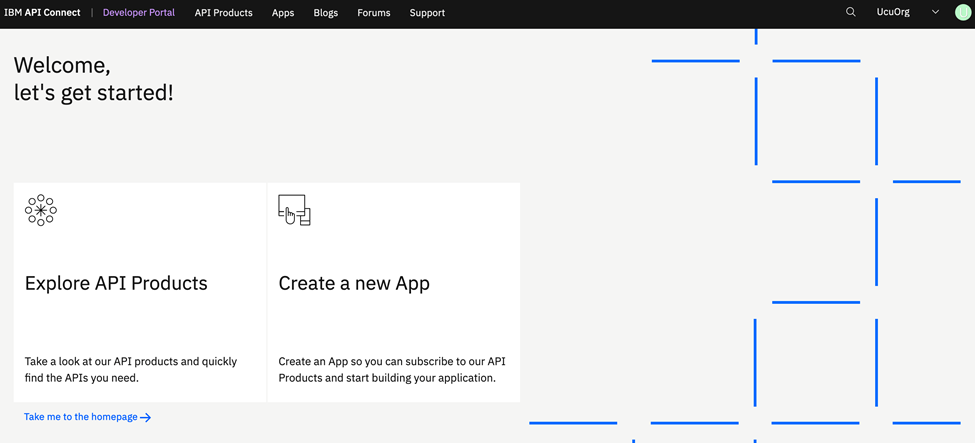 IBM API Connect | Developer Portal API Products Apps Blogs Forums Support UcuOrg
Welcome,
let's get started!
Explore API Products
Take a look at our API products and quickly
find the APIs you need.
Create a new App
Create an App so you can subscribe to our API
Products and start building your application.
Take me to the homepage